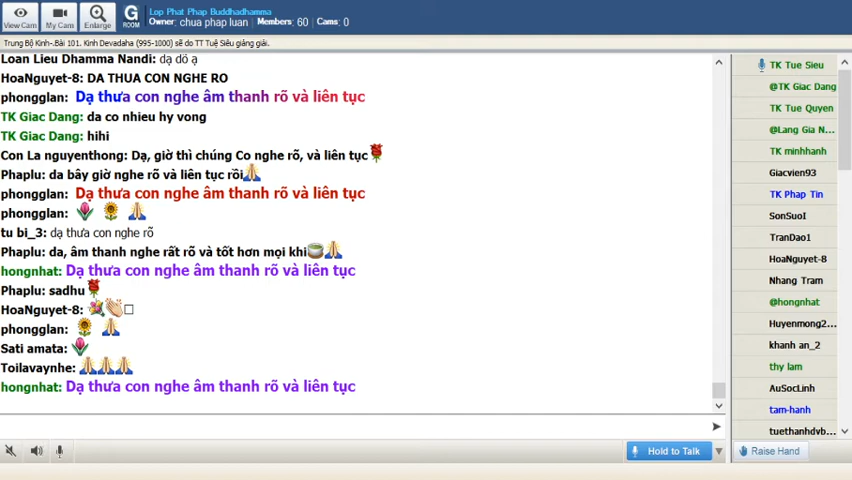 View Cam
My Cam
Enlarge
G
ROOM
Lop Phat Phap Buddhadhamma
Owner: chua phap luan Members: 60 Cams: 0
Trung Bộ Kinh-.Bài 101. Kinh Devadaha (995-1000) sẽ do TT Tuệ Siêu giảng giải.
Loan Lieu Dhamma Nandi: dạ dỗ ạ
HoaNguyet-8: DA THUA CON NGHE RO
phongglan: Dạ thưa con nghe âm thanh rõ và liên tục
TK Giac Dang: da co nhieu hy vong
TK Giac Dang: hihi
Con La nguyenthong: Dạ, giờ thì chúng Co nghe rõ, và liên tục🌹
Phaplu: da bây giờ nghe rõ và liên tục rồi🙏
phongglan: Dạ thưa con nghe âm thanh rõ và liên tục
phongglan: 🌷 🌻 🙏
tu bi_3: dạ thưa con nghe rõ
Phaplu: da, âm thanh nghe rất rõ và tốt hơn mọi khi🍵🙏
hongnhat: Dạ thưa con nghe âm thanh rõ và liên tục
Phaplu: sadhu🌹
HoaNguyet-8: 💐👏🏻□
phongglan: 🌻 🙏
Sati amata: 🌷
Toilavaynhe: 🙏🙏🙏
hongnhat: Dạ thưa con nghe âm thanh rõ và liên tục
Hold to Talk
TK Tue Sieu
@TK Giac Dang
TK Tue Quyen
@Lang Gia N...
TK minhhanh
Giacvien93
TK Phap Tin
SonSuoI
TranDao1
HoaNguyet-8
Nhang Tram
@hongnhat
Huyenmong2...
khanh an_2
thy lam
AuSocLinh
tam-hanh
tuethanhdvb...
Raise Hand